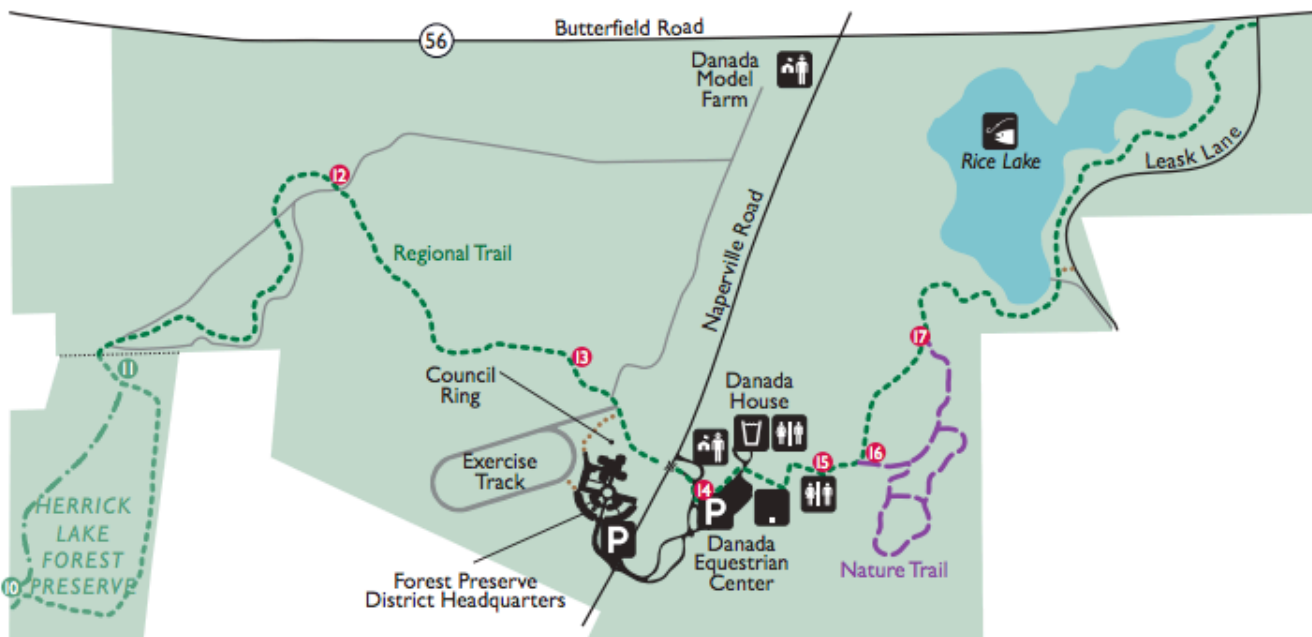 Butterfield Road
56
Danada
Model
Farm
Rice Lake
Leask Lane
12
Regional Trail
Naperville Road
17
11
13
Council
Ring
Danada
House
Exercise
Track
16
15
14
P
P
HERRICK
LAKE
FOREST
PRESERVE
10
Danada
Equestrian
Center
Nature Trail
Forest Preserve
District Headquarters